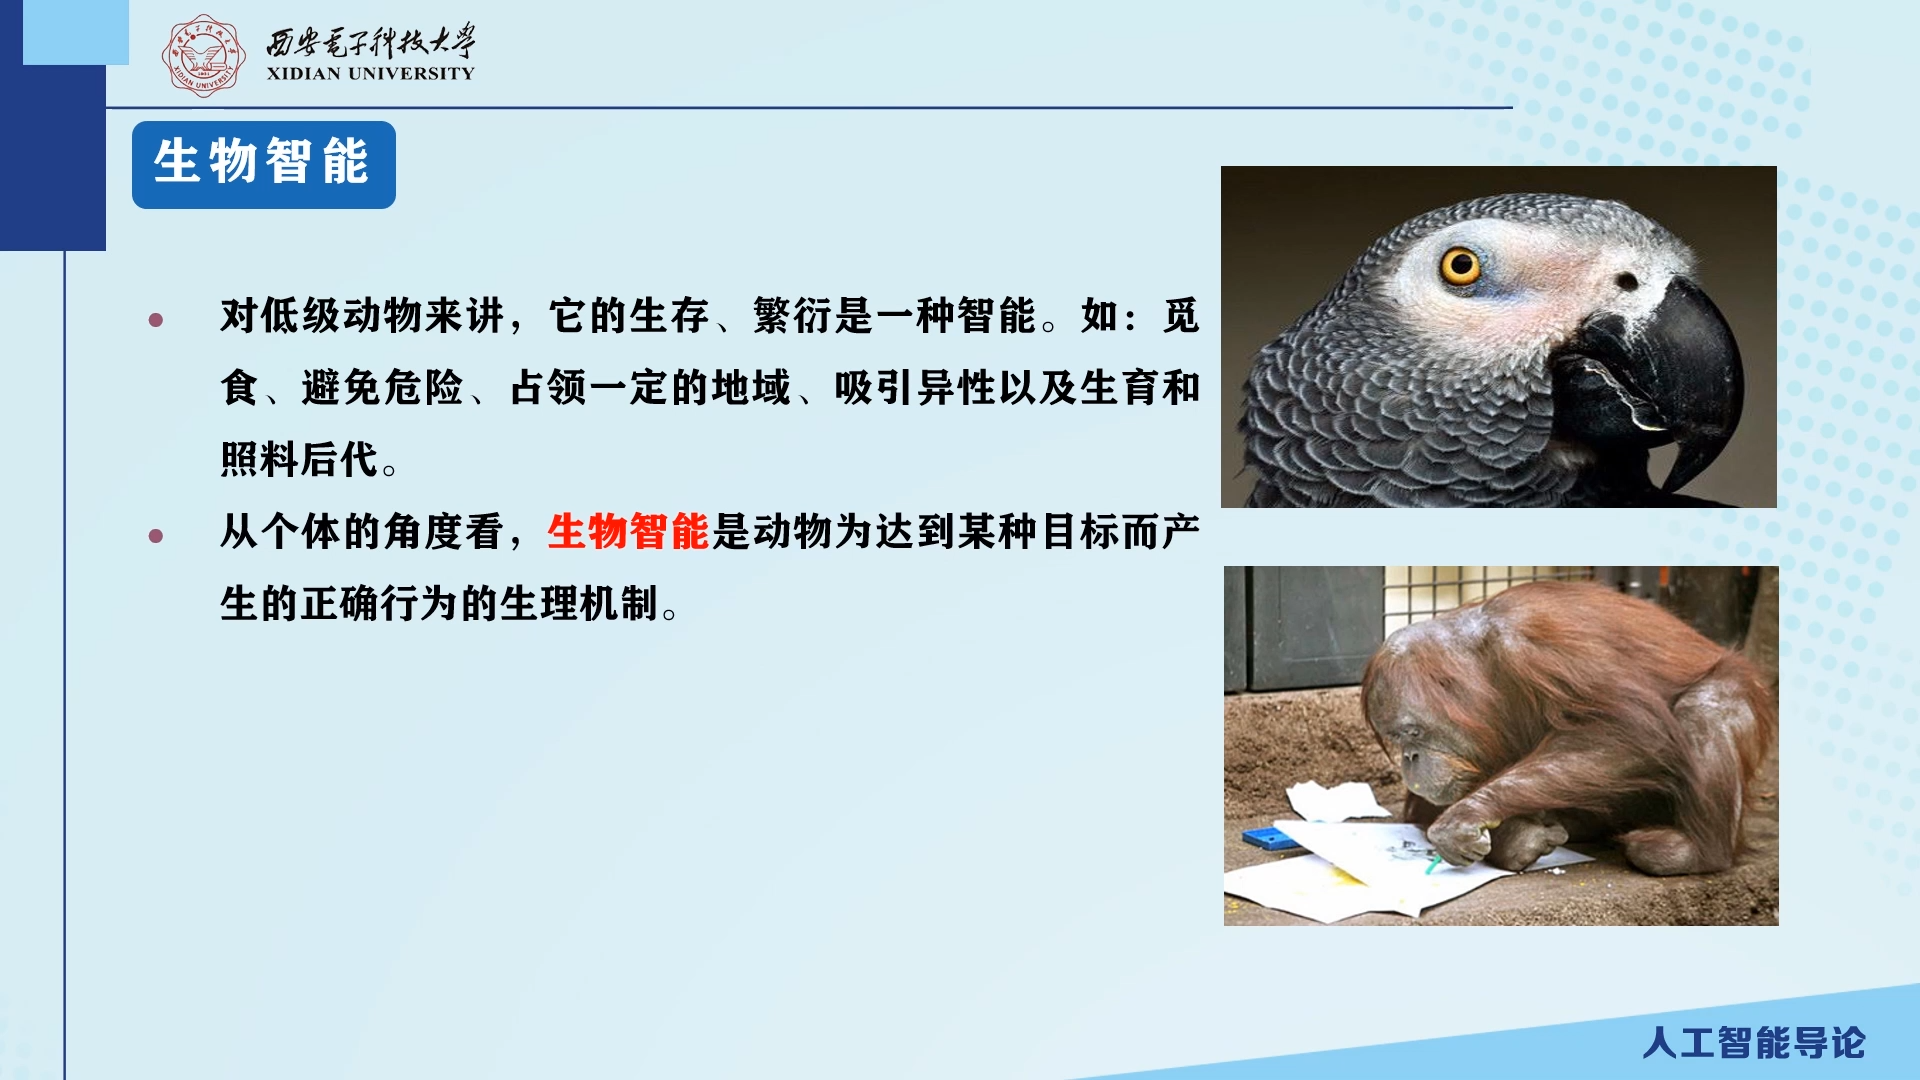 西安电子科技大学
XIDIAN UNIVERSITY
生物智能
对低级动物来讲，它的生存、繁衍是一种智能。如：觅
食、避免危险、占领一定的地域、吸引异性以及生育和
照料后代。
从个体的角度看，生物智能是动物为达到某种目标而产
生的正确行为的生理机制。
人工智能导论